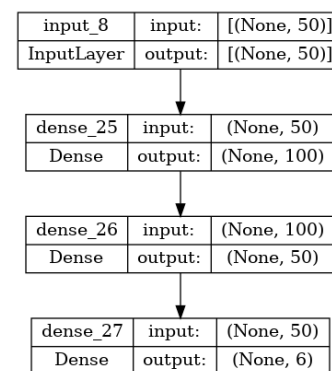 input_8 input: [(None, 50)]
InputLayer output: [(None, 50)]
dense_25 input: (None, 50)
Dense output: (None, 100)
dense_26 input: (None, 100)
Dense output: (None, 50)
dense_27 input: (None, 50)
Dense output: (None, 6)